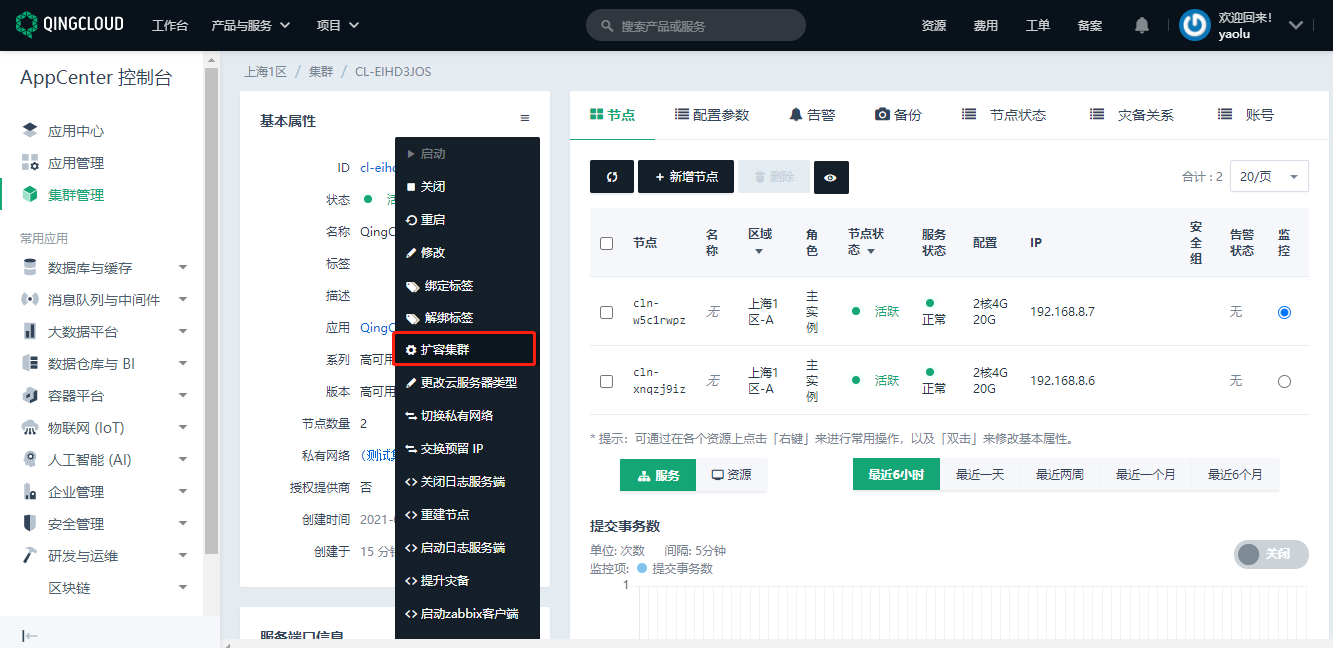 QINGCLOUD
工作台
产品与服务
项目
搜索产品或服务
资源
费用
工单
备案
欢迎回来！
yaolu
AppCenter 控制台
应用中心
应用管理
集群管理
常用应用
数据库与缓存
消息队列与中间件
大数据平台
数据仓库与 BI
容器平台
物联网 (IoT)
人工智能 (AI)
企业管理
安全管理
研发与运维
区块链
上海1区 / 集群 / CL-EIHD3JOS
基本属性
ID cl-eihd
状态 活
名称 QingC
标签
描述
应用 QingC
系列 高可用
版本 高可用
节点数量 2
私有网络 (测试
授权提供商 否
创建时间 2021-
创建于 15 分
服务端口信息
启动
关闭
重启
修改
绑定标签
解绑标签
扩容集群
更改云服务器类型
切换私有网络
交换预留 IP
关闭日志服务端
重建节点
启动日志服务端
提升灾备
启动zabbix客户端
节点
配置参数
告警
备份
节点状态
灾备关系
账号
+ 新增节点
删除
合计 : 2
20/页
节点
名称
区域
角色
节点状态
服务状态
配置
IP
安全组
告警状态
监控
cln-
w5c1rwpz
无
上海1
区-A
主
实
例
活跃
正常
2核4G
20G
192.168.8.7
无
cln-
xnqzj9iz
无
上海1
区-A
主
实
例
活跃
正常
2核4G
20G
192.168.8.6
无
* 提示：可通过在各个资源上点击「右键」来进行常用操作，以及「双击」来修改基本属性。
服务
资源
最近6小时
最近一天
最近两周
最近一个月
最近6个月
提交事务数
单位: 次数 间隔: 5分钟
监控项: 提交事务数
关闭
1